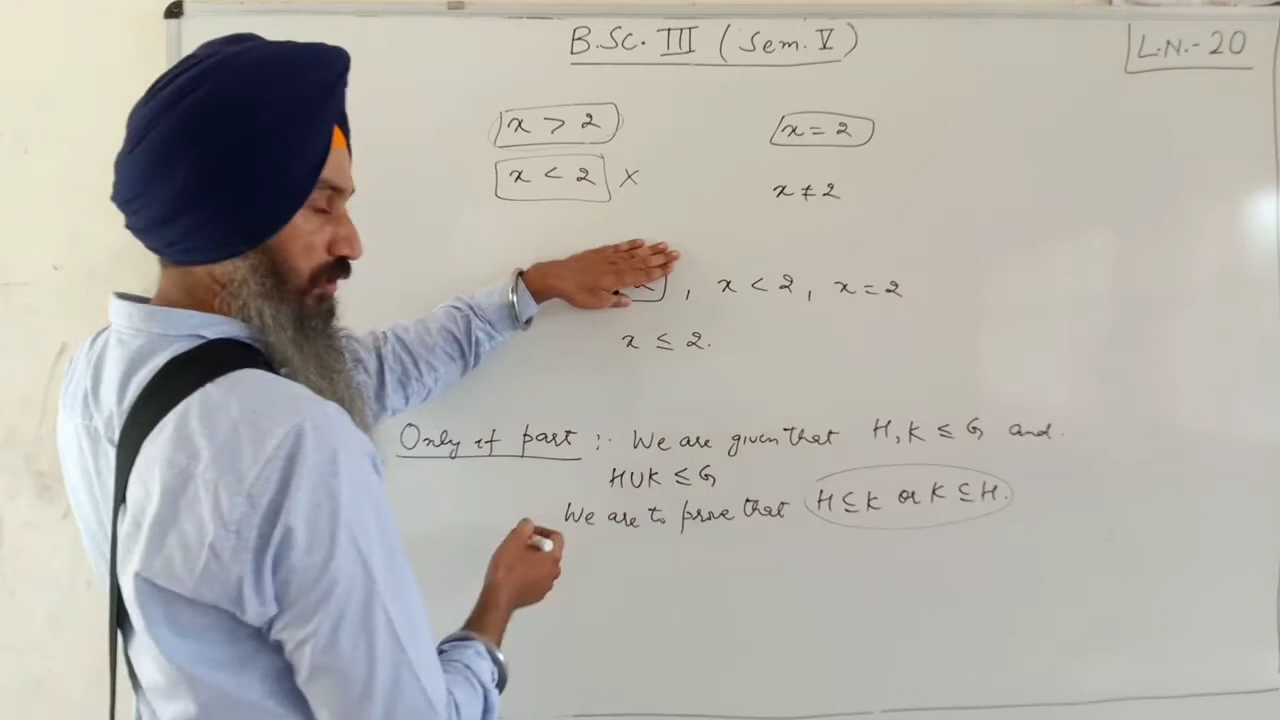 B.Sc. III (Sem. V)
L.N.-20
x > 2
x = 2
x < 2 ×
x ≠ 2
, x < 2, x = 2
x ≤ 2.
Only if part :- We are given that H, K ≤ G and
H∪K ≤ G
We are to prove that H⊆K or K⊆H.